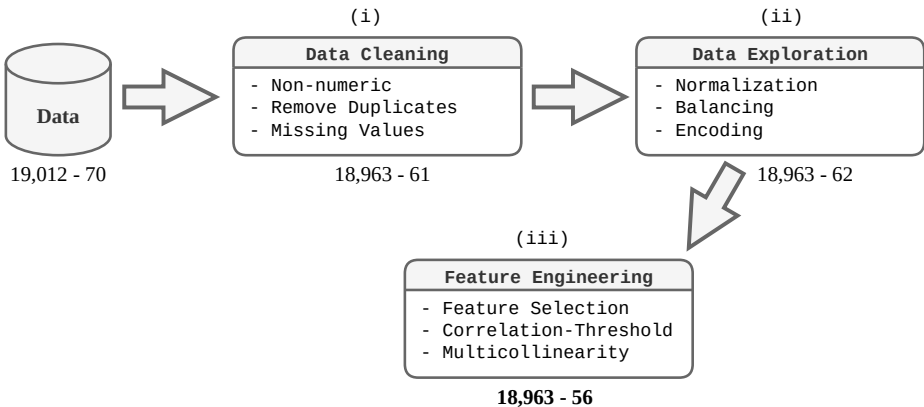 Data
19,012 - 70
(i)
Data Cleaning
- Non-numeric
- Remove Duplicates
- Missing Values
18,963 - 61
(ii)
Data Exploration
- Normalization
- Balancing
- Encoding
18,963 - 62
(iii)
Feature Engineering
- Feature Selection
- Correlation-Threshold
- Multicollinearity
18,963 - 56